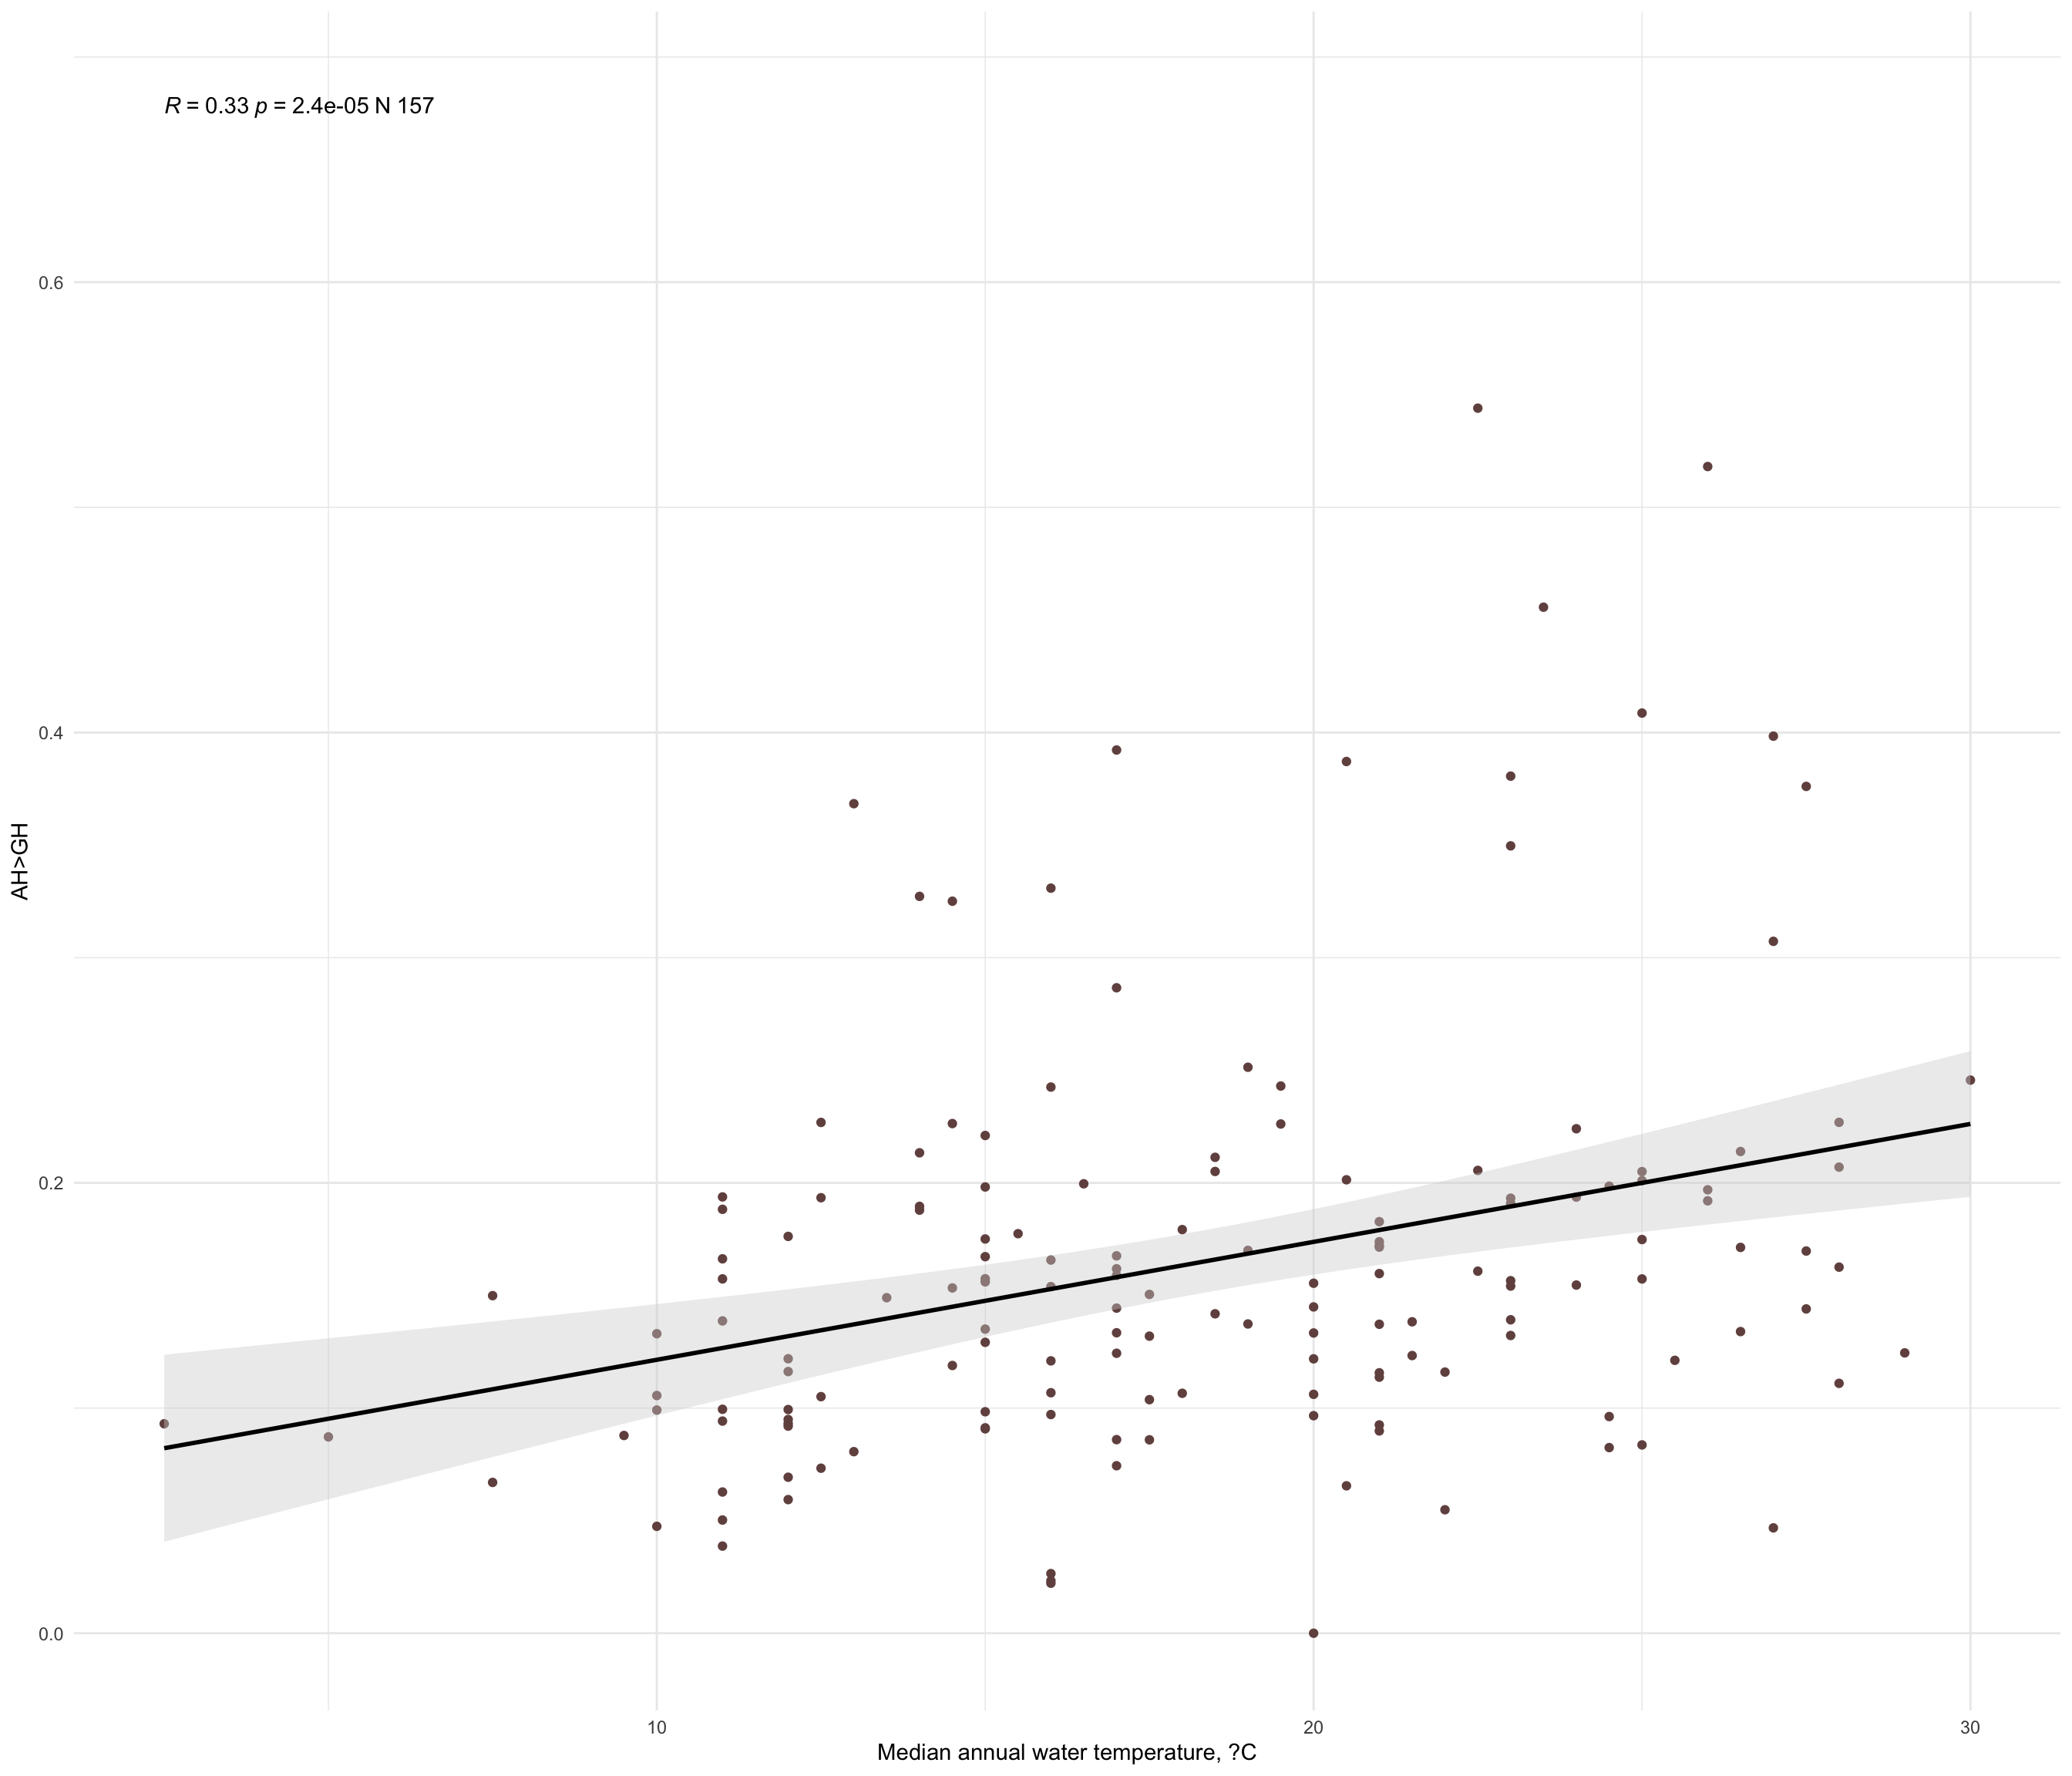 R = 0.33 p = 2.4e-05 N 157
0.6
0.4
0.2
0.0
AH>GH
10
20
30
Median annual water temperature, ?C